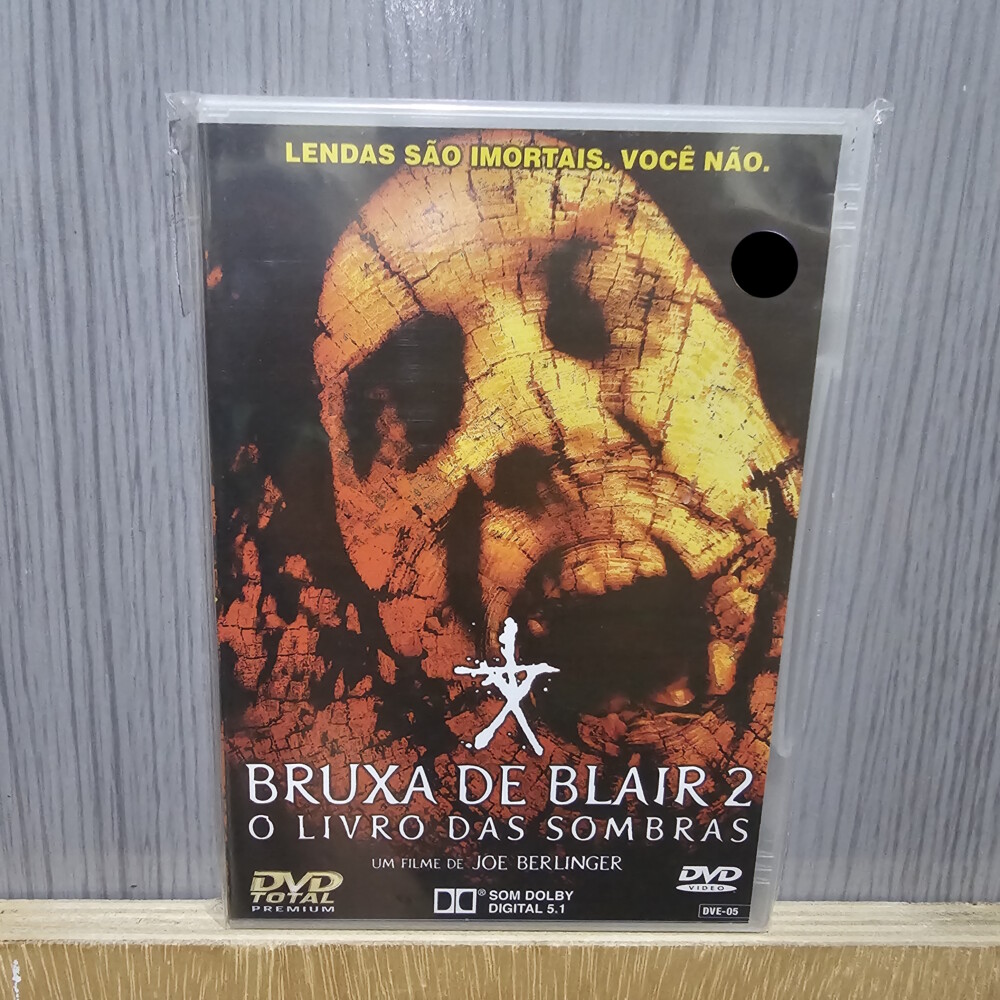 LENDAS SÃO IMORTAIS. VOCÊ NÃO.
BRUXA DE BLAIR 2
O LIVRO DAS SOMBRAS
UM FILME DE JOE BERLINGER
DVD
TOTAL
PREMIUM
® SOM DOLBY
DIGITAL 5.1
DVD
VIDEO
DVE-05